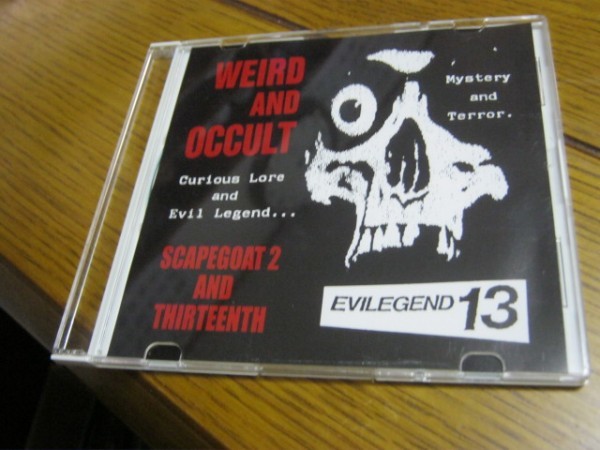 WEIRD
AND
OCCULT
Curious Lore
and
Evil Legend...
SCAPEGOAT 2
AND
THIRTEENTH
Mystery
and
Terror.
EVILEGEND 13